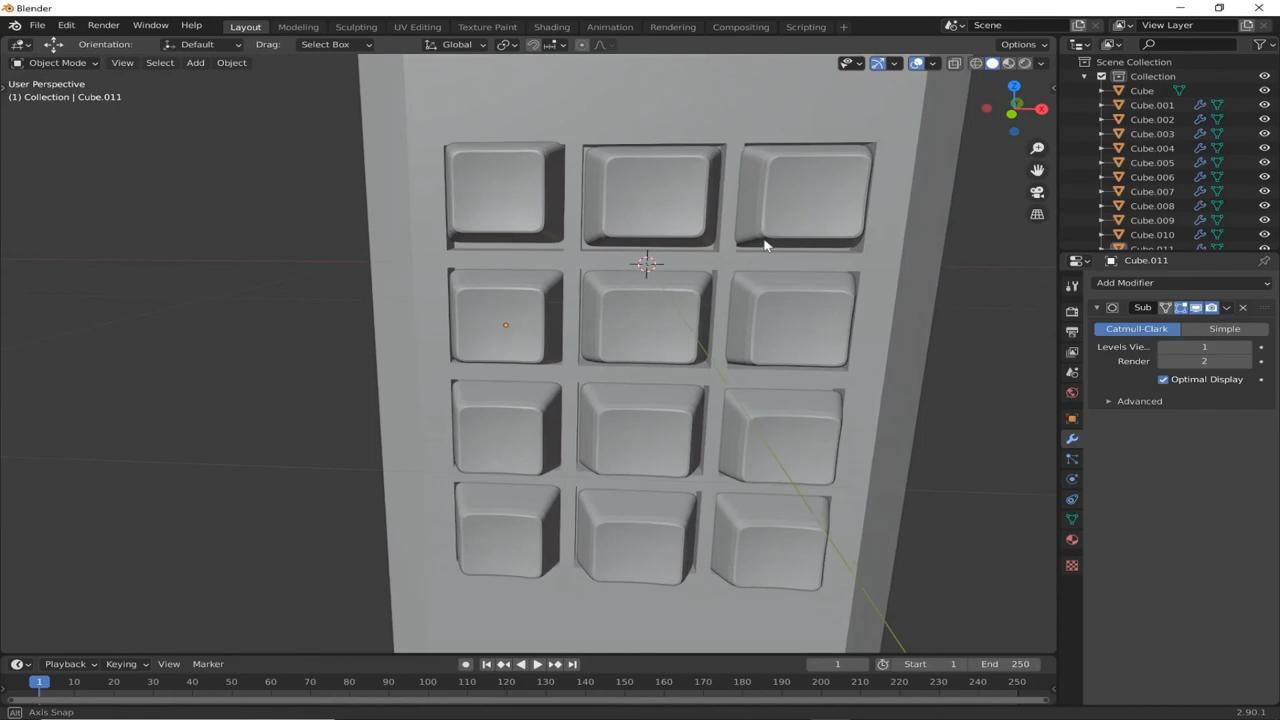 Blender
File Edit Render Window Help Layout Modeling Sculpting UV Editing Texture Paint Shading Animation Rendering Compositing Scripting + Scene View Layer
Orientation: Default Drag: Select Box Global Options
Object Mode View Select Add Object
User Perspective
(1) Collection | Cube.011
Z
X
Y
Scene Collection
Collection
Cube
Cube.001
Cube.002
Cube.003
Cube.004
Cube.005
Cube.006
Cube.007
Cube.008
Cube.009
Cube.010
Cube.011
Cube.011
Add Modifier
Sub
Catmull-Clark Simple
Levels Vie… 1
Render 2
Optimal Display
Advanced
Playback Keying View Marker 1 Start 1 End 250
1 10 20 30 40 50 60 70 80 90 100 110 120 130 140 150 160 170 180 190 200 210 220 230 240 250
Alt Axis Snap 2.90.1